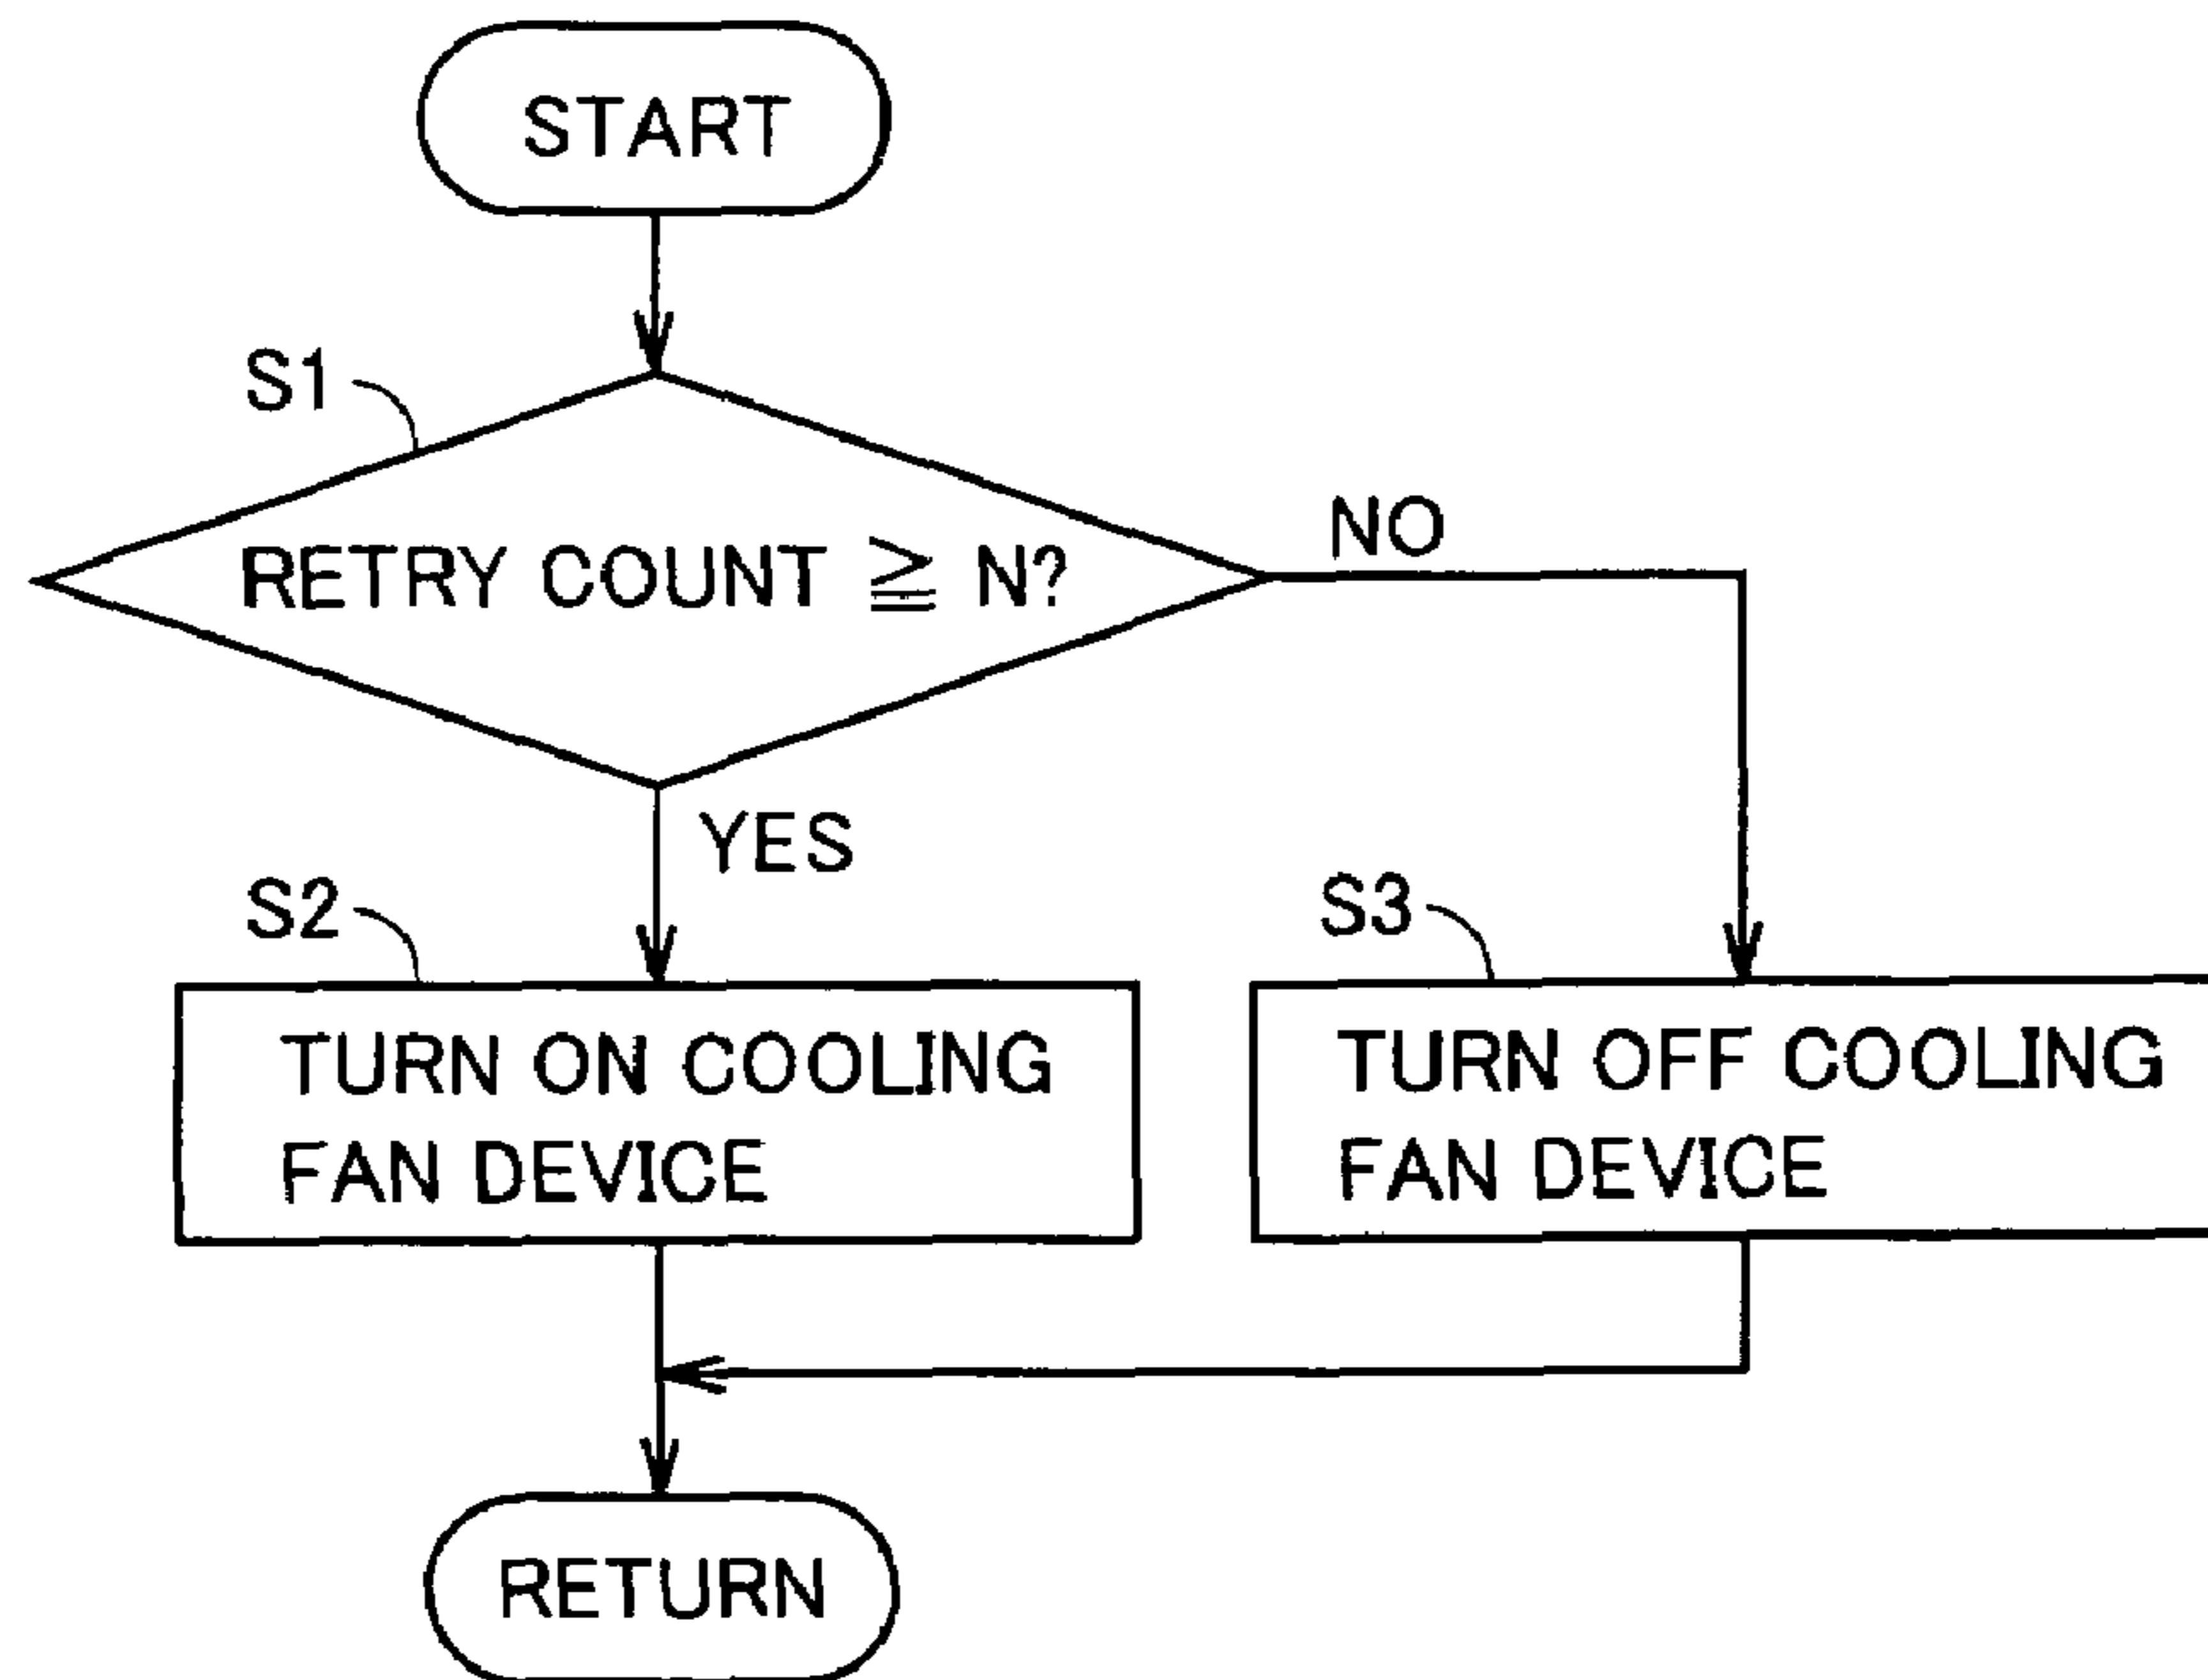 START
S1
RETRY COUNT ≧ N?
NO
YES
S2
TURN ON COOLING
FAN DEVICE
S3
TURN OFF COOLING
FAN DEVICE
RETURN